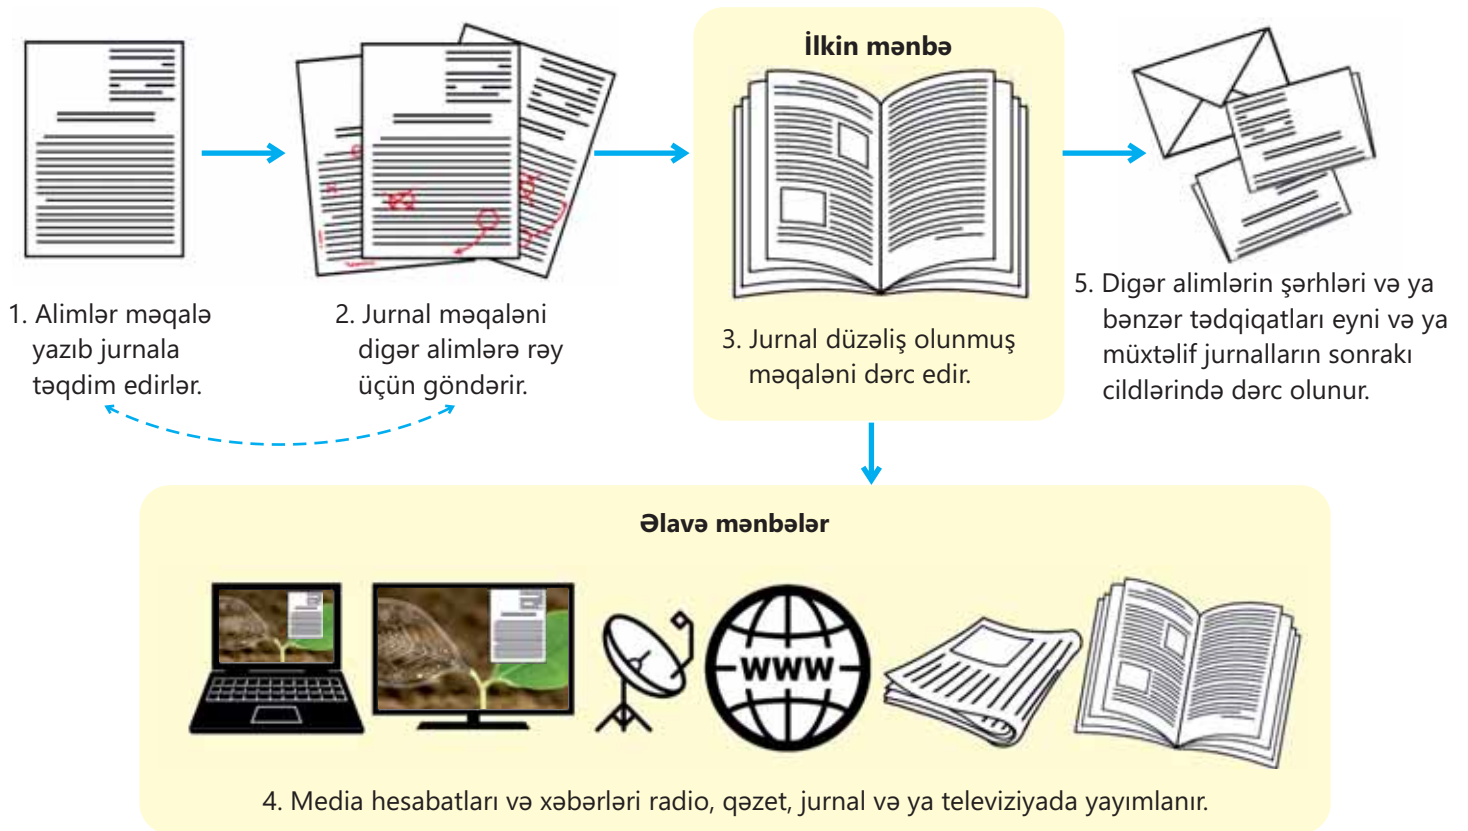 1. Alimlər məqalə
yazıb jurnala
təqdim edirlər.
2. Jurnal məqaləni
digər alimlərə rəy
üçün göndərir.
İlkin mənbə
3. Jurnal düzəliş olunmuş
məqaləni dərc edir.
5. Digər alimlərin şərhləri və ya
bənzər tədqiqatları eyni və ya
müxtəlif jurnalların sonrakı
cildlərində dərc olunur.
Əlavə mənbələr
WWW
4. Media hesabatları və xəbərləri radio, qəzet, jurnal və ya televiziyada yayımlanır.